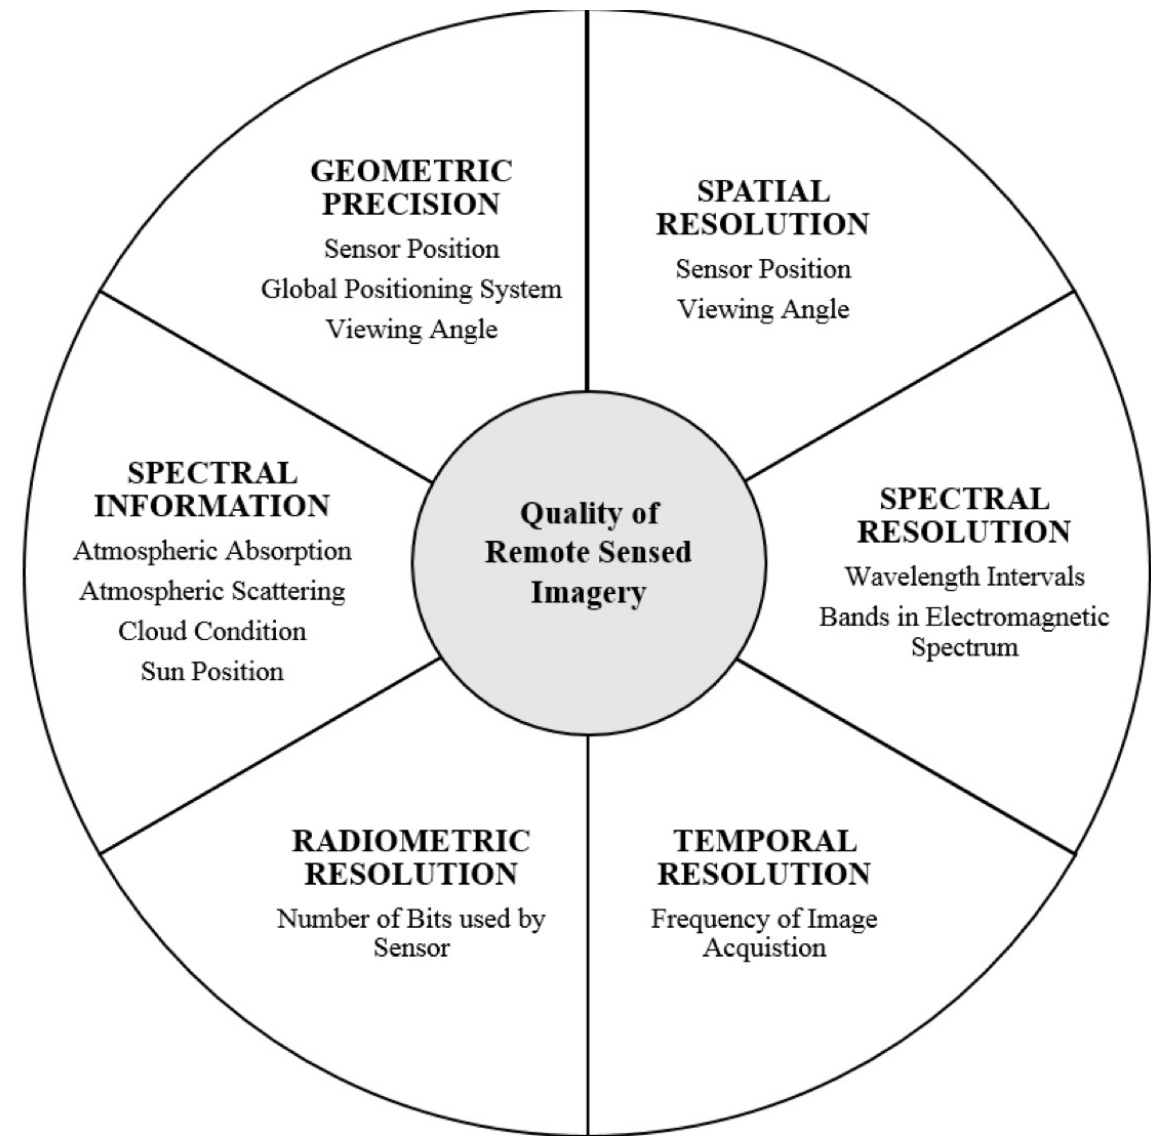 GEOMETRIC
PRECISION
Sensor Position
Global Positioning System
Viewing Angle
SPATIAL
RESOLUTION
Sensor Position
Viewing Angle
SPECTRAL
INFORMATION
Atmospheric Absorption
Atmospheric Scattering
Cloud Condition
Sun Position
Quality of
Remote Sensed
Imagery
SPECTRAL
RESOLUTION
Wavelength Intervals
Bands in Electromagnetic
Spectrum
RADIOMETRIC
RESOLUTION
Number of Bits used by
Sensor
TEMPORAL
RESOLUTION
Frequency of Image
Acquistion